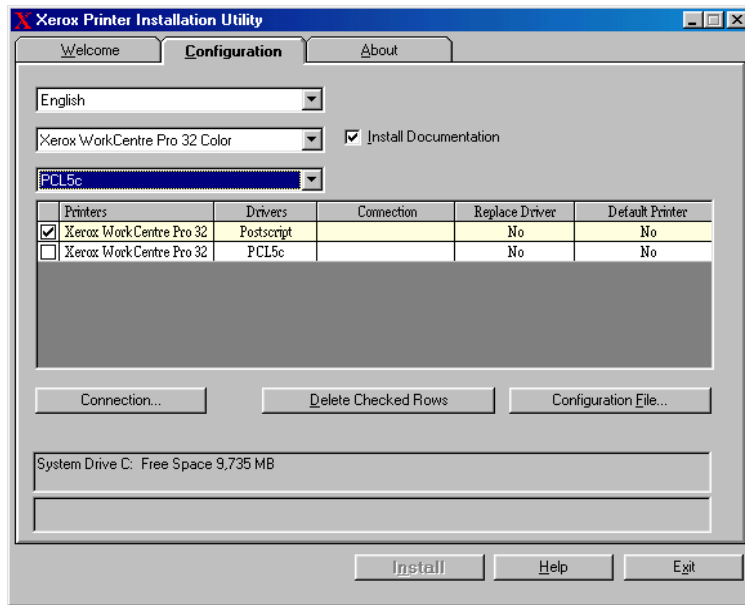 Xerox Printer Installation Utility
Welcome Configuration About
English
Xerox WorkCentre Pro 32 Color Install Documentation
PCL5c
Printers Drivers Connection Replace Driver Default Printer
Xerox WorkCentre Pro 32 Postscript No No
Xerox WorkCentre Pro 32 PCL5c No No
Connection... Delete Checked Rows Configuration File...
System Drive C: Free Space 9,735 MB
Install Help Exit